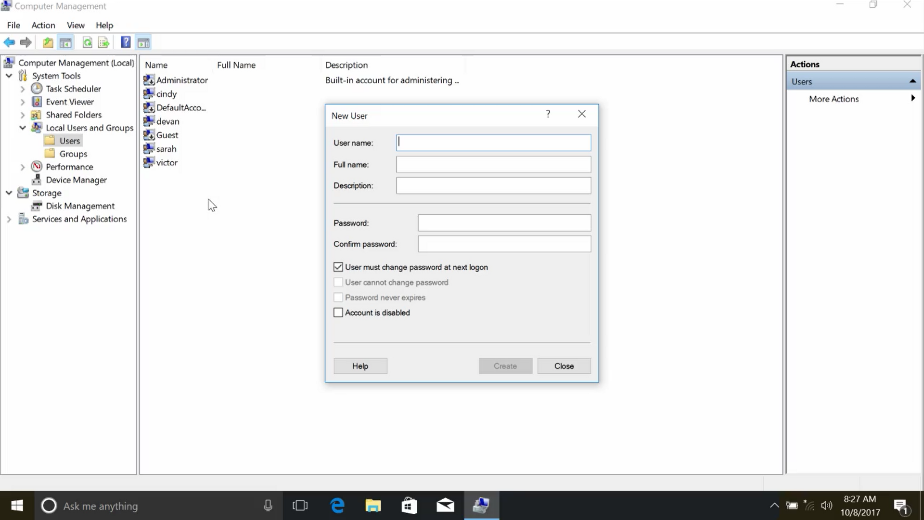 Computer Management
File Action View Help
Computer Management (Local)
System Tools
Task Scheduler
Event Viewer
Shared Folders
Local Users and Groups
Users
Groups
Performance
Device Manager
Storage
Disk Management
Services and Applications
Name Full Name Description
Administrator Built-in account for administering ...
cindy
DefaultAcco...
devan
Guest
sarah
victor
New User
?
User name:
Full name:
Description:
Password:
Confirm password:
User must change password at next logon
User cannot change password
Password never expires
Account is disabled
Help Create Close
Actions
Users
More Actions
Ask me anything
8:27 AM
10/8/2017
1